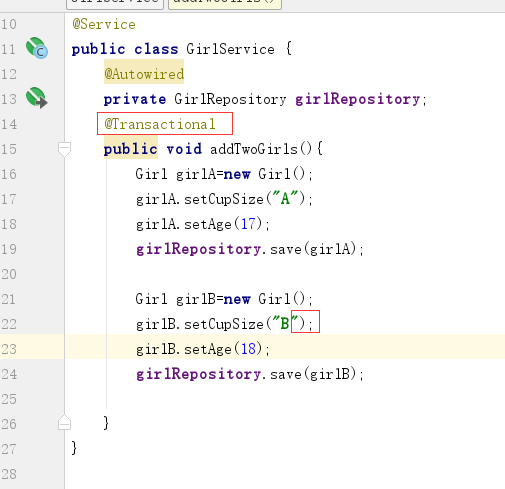 GirlService
addTwoGirls()
10 @Service
11 public class GirlService {
12 @Autowired
13 private GirlRepository girlRepository;
14 @Transactional
15 public void addTwoGirls(){
16 Girl girlA=new Girl();
17 girlA.setCupSize("A");
18 girlA.setAge(17);
19 girlRepository.save(girlA);
20
21 Girl girlB=new Girl();
22 girlB.setCupSize("B");
23 girlB.setAge(18);
24 girlRepository.save(girlB);
25
26 }
27 }
28